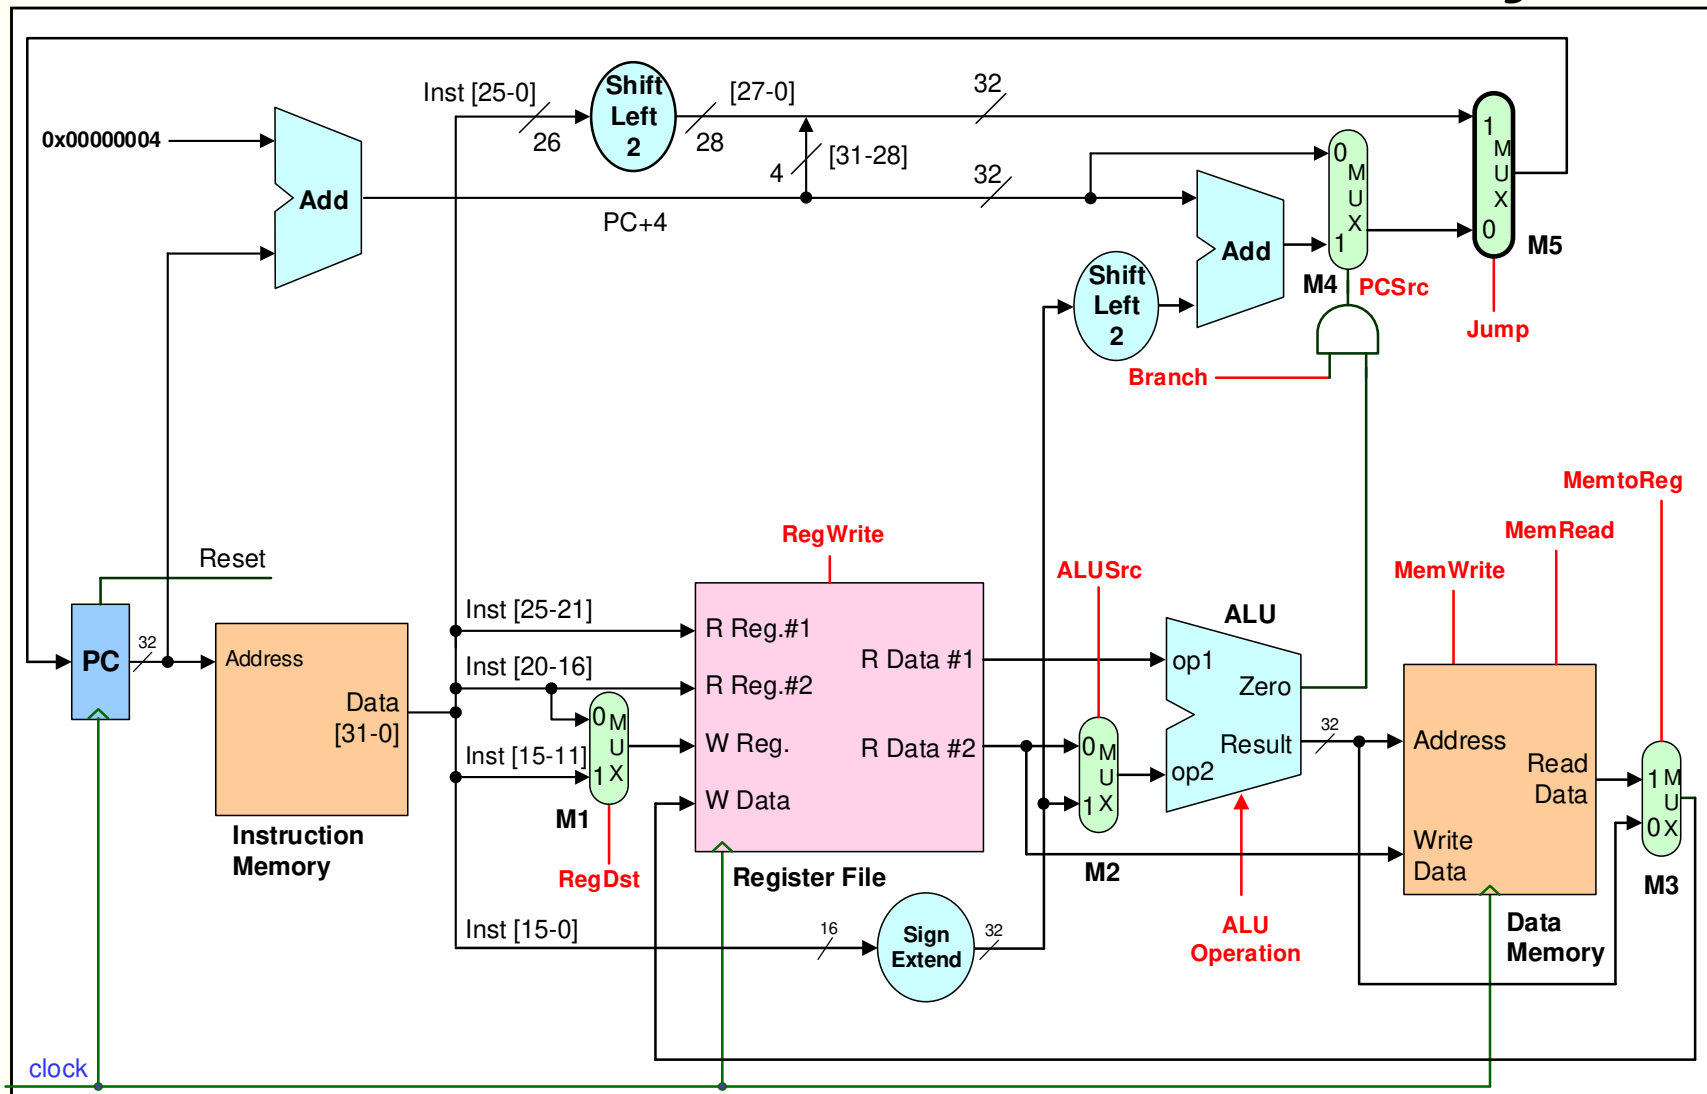 Inst [25-0]
Shift
Left
2
[27-0]
32
26
28
0x00000004
4
[31-28]
1
M
U
X
0
M5
0
M
U
X
1
M4
PCSrc
Add
PC+4
32
Add
Shift
Left
2
Jump
Branch
MemtoReg
MemRead
MemWrite
RegWrite
ALUSrc
Reset
PC
32
Address
Data
[31-0]
Instruction
Memory
Inst [25-21]
Inst [20-16]
Inst [15-11]
0 M
U
1 X
M1
RegDst
R Reg.#1
R Reg.#2
W Reg.
W Data
R Data #1
R Data #2
Register File
0 M
U
1 X
M2
ALU
op1
Zero
Result
op2
32
ALU
Operation
Address
Read
Data
Write
Data
Data
Memory
1 M
U
0 X
M3
Inst [15-0]
16
Sign
Extend
32
clock